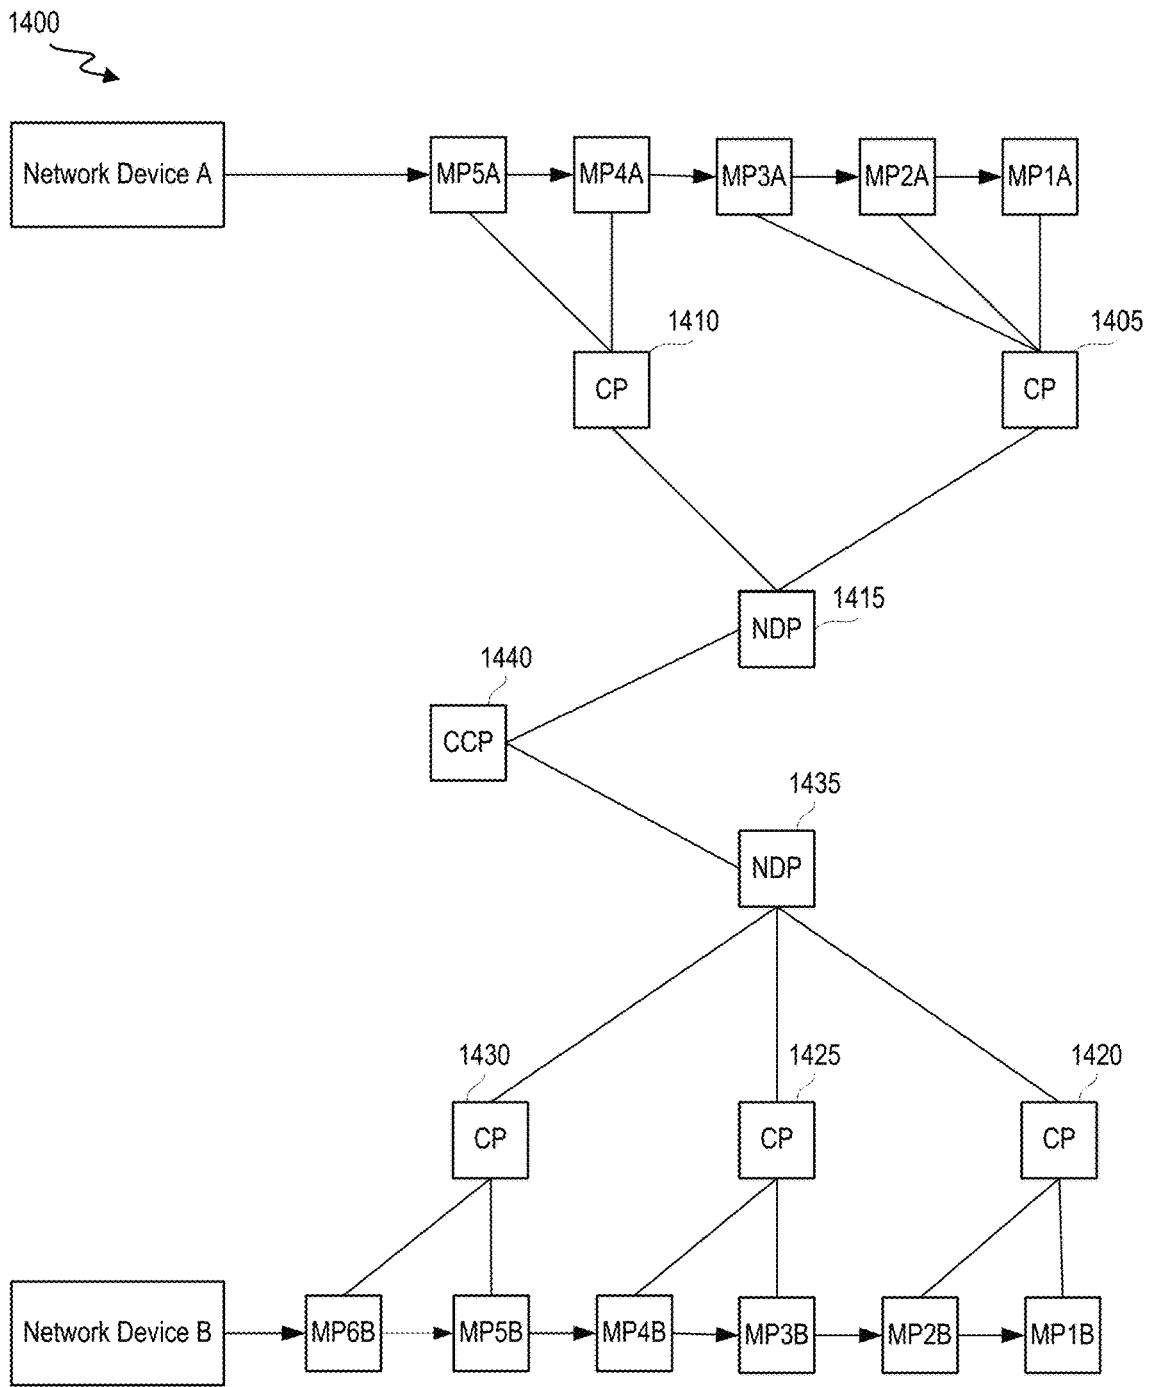 1400
Network Device A
MP5A
MP4A
MP3A
MP2A
MP1A
1410
1405
CP
CP
1415
NDP
1440
CCP
1435
NDP
1430
1425
1420
CP
CP
CP
Network Device B
MP6B
MP5B
MP4B
MP3B
MP2B
MP1B